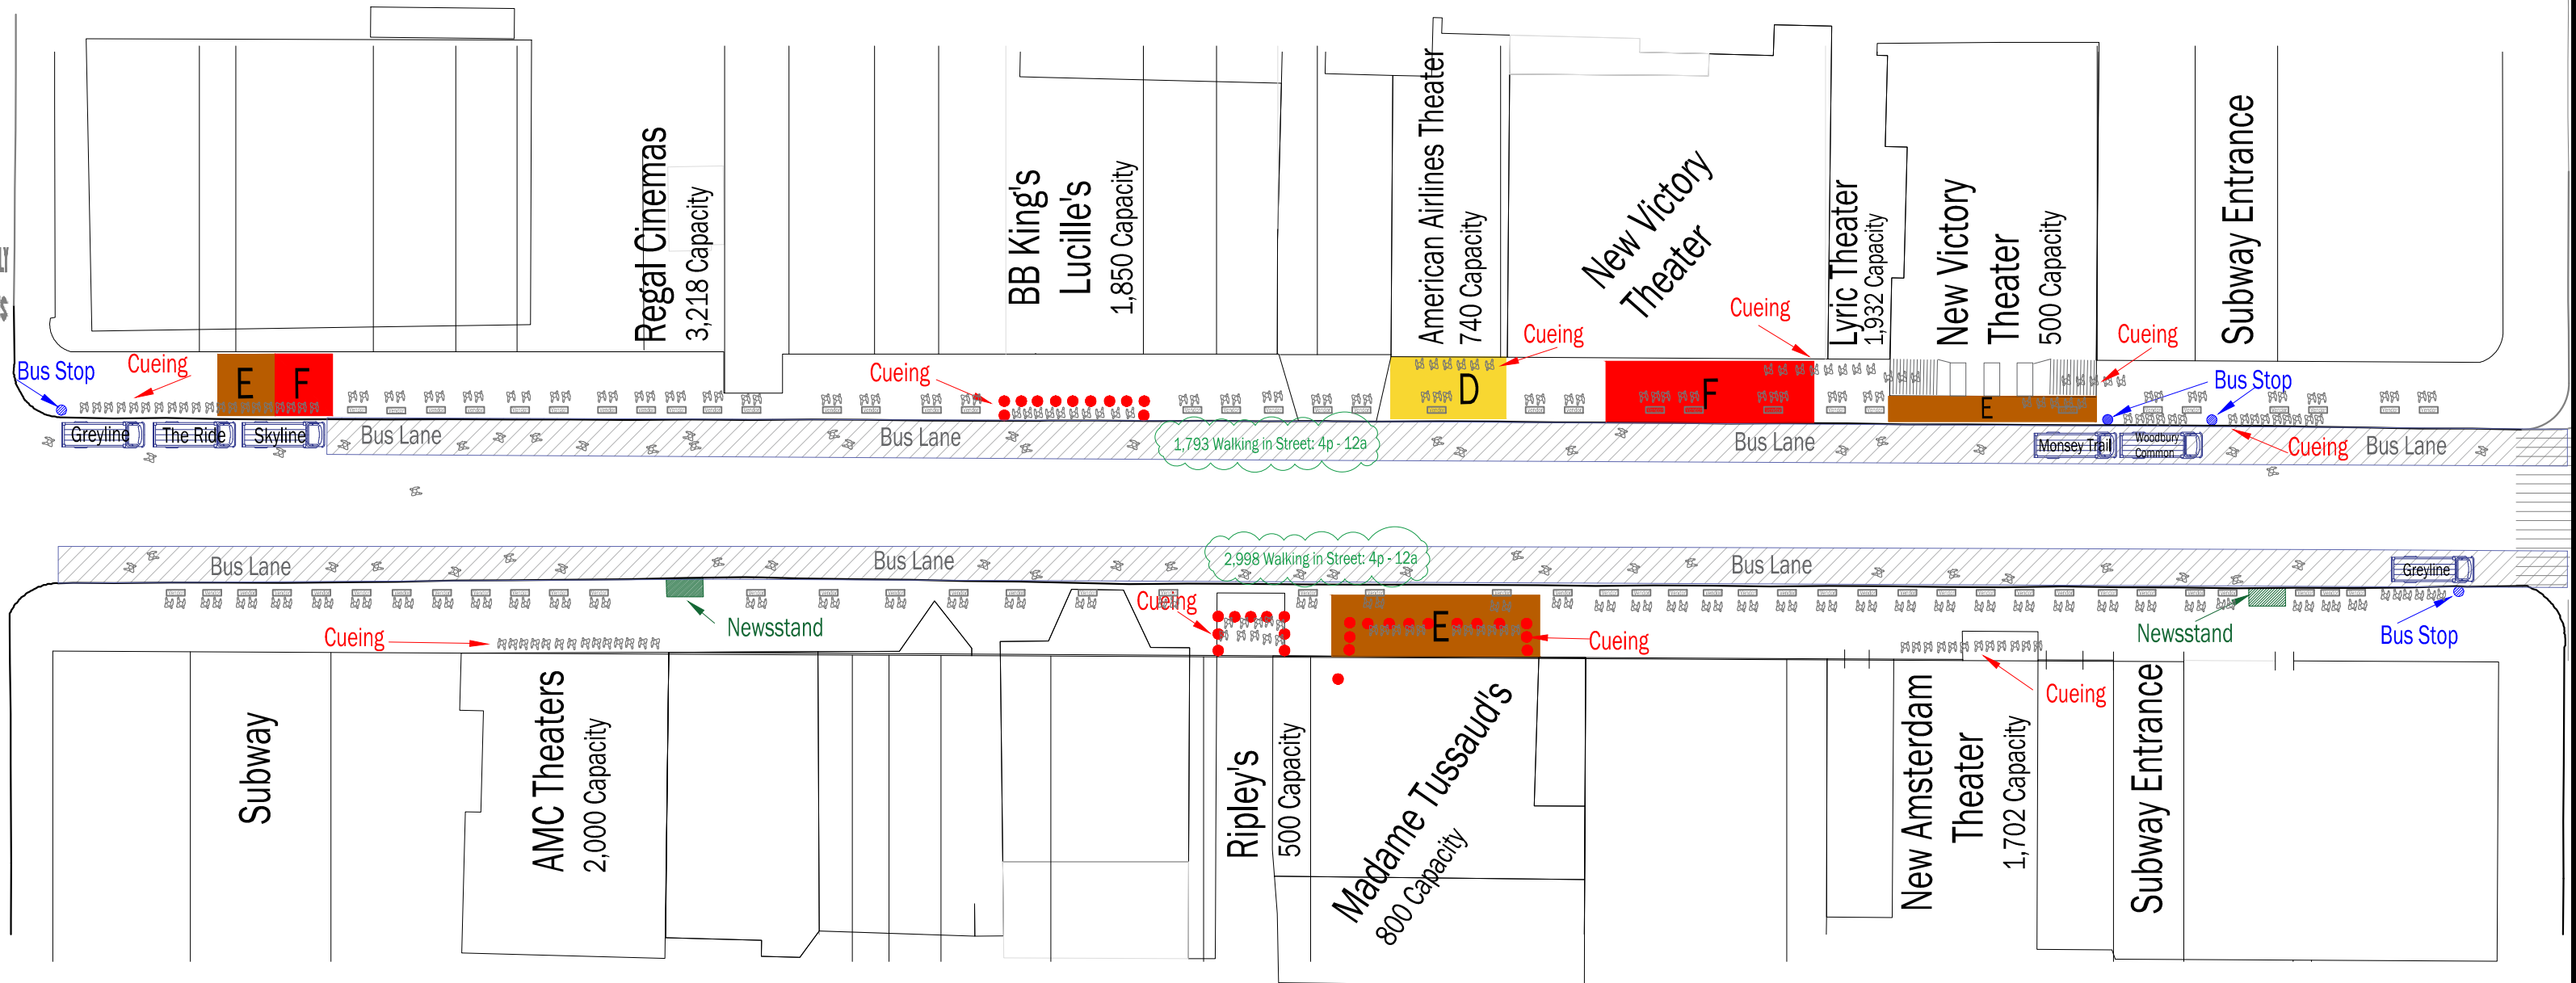 Regal Cinemas
3,218 Capacity
BB King's
Lucille's
1,850 Capacity
American Airlines Theater
740 Capacity
New Victory
Theater
Lyric Theater
1,932 Capacity
New Victory
Theater
500 Capacity
Subway Entrance
Bus Stop
Cueing
E
F
Cueing
D
Cueing
F
Cueing
E
Cueing
Bus Stop
Cueing
Greyline
The Ride
Skyline
Bus Lane
Bus Lane
1,793 Walking in Street: 4p - 12a
Bus Lane
Monsey Trail
Woodbury
Common
Bus Lane
Bus Lane
Bus Lane
2,998 Walking in Street: 4p - 12a
Bus Lane
Greyline
Cueing
Newsstand
Cueing
E
Cueing
Newsstand
Bus Stop
Cueing
Subway
AMC Theaters
2,000 Capacity
Ripley's
500 Capacity
Madame Tussaud's
800 Capacity
New Amsterdam
Theater
1,702 Capacity
Subway Entrance